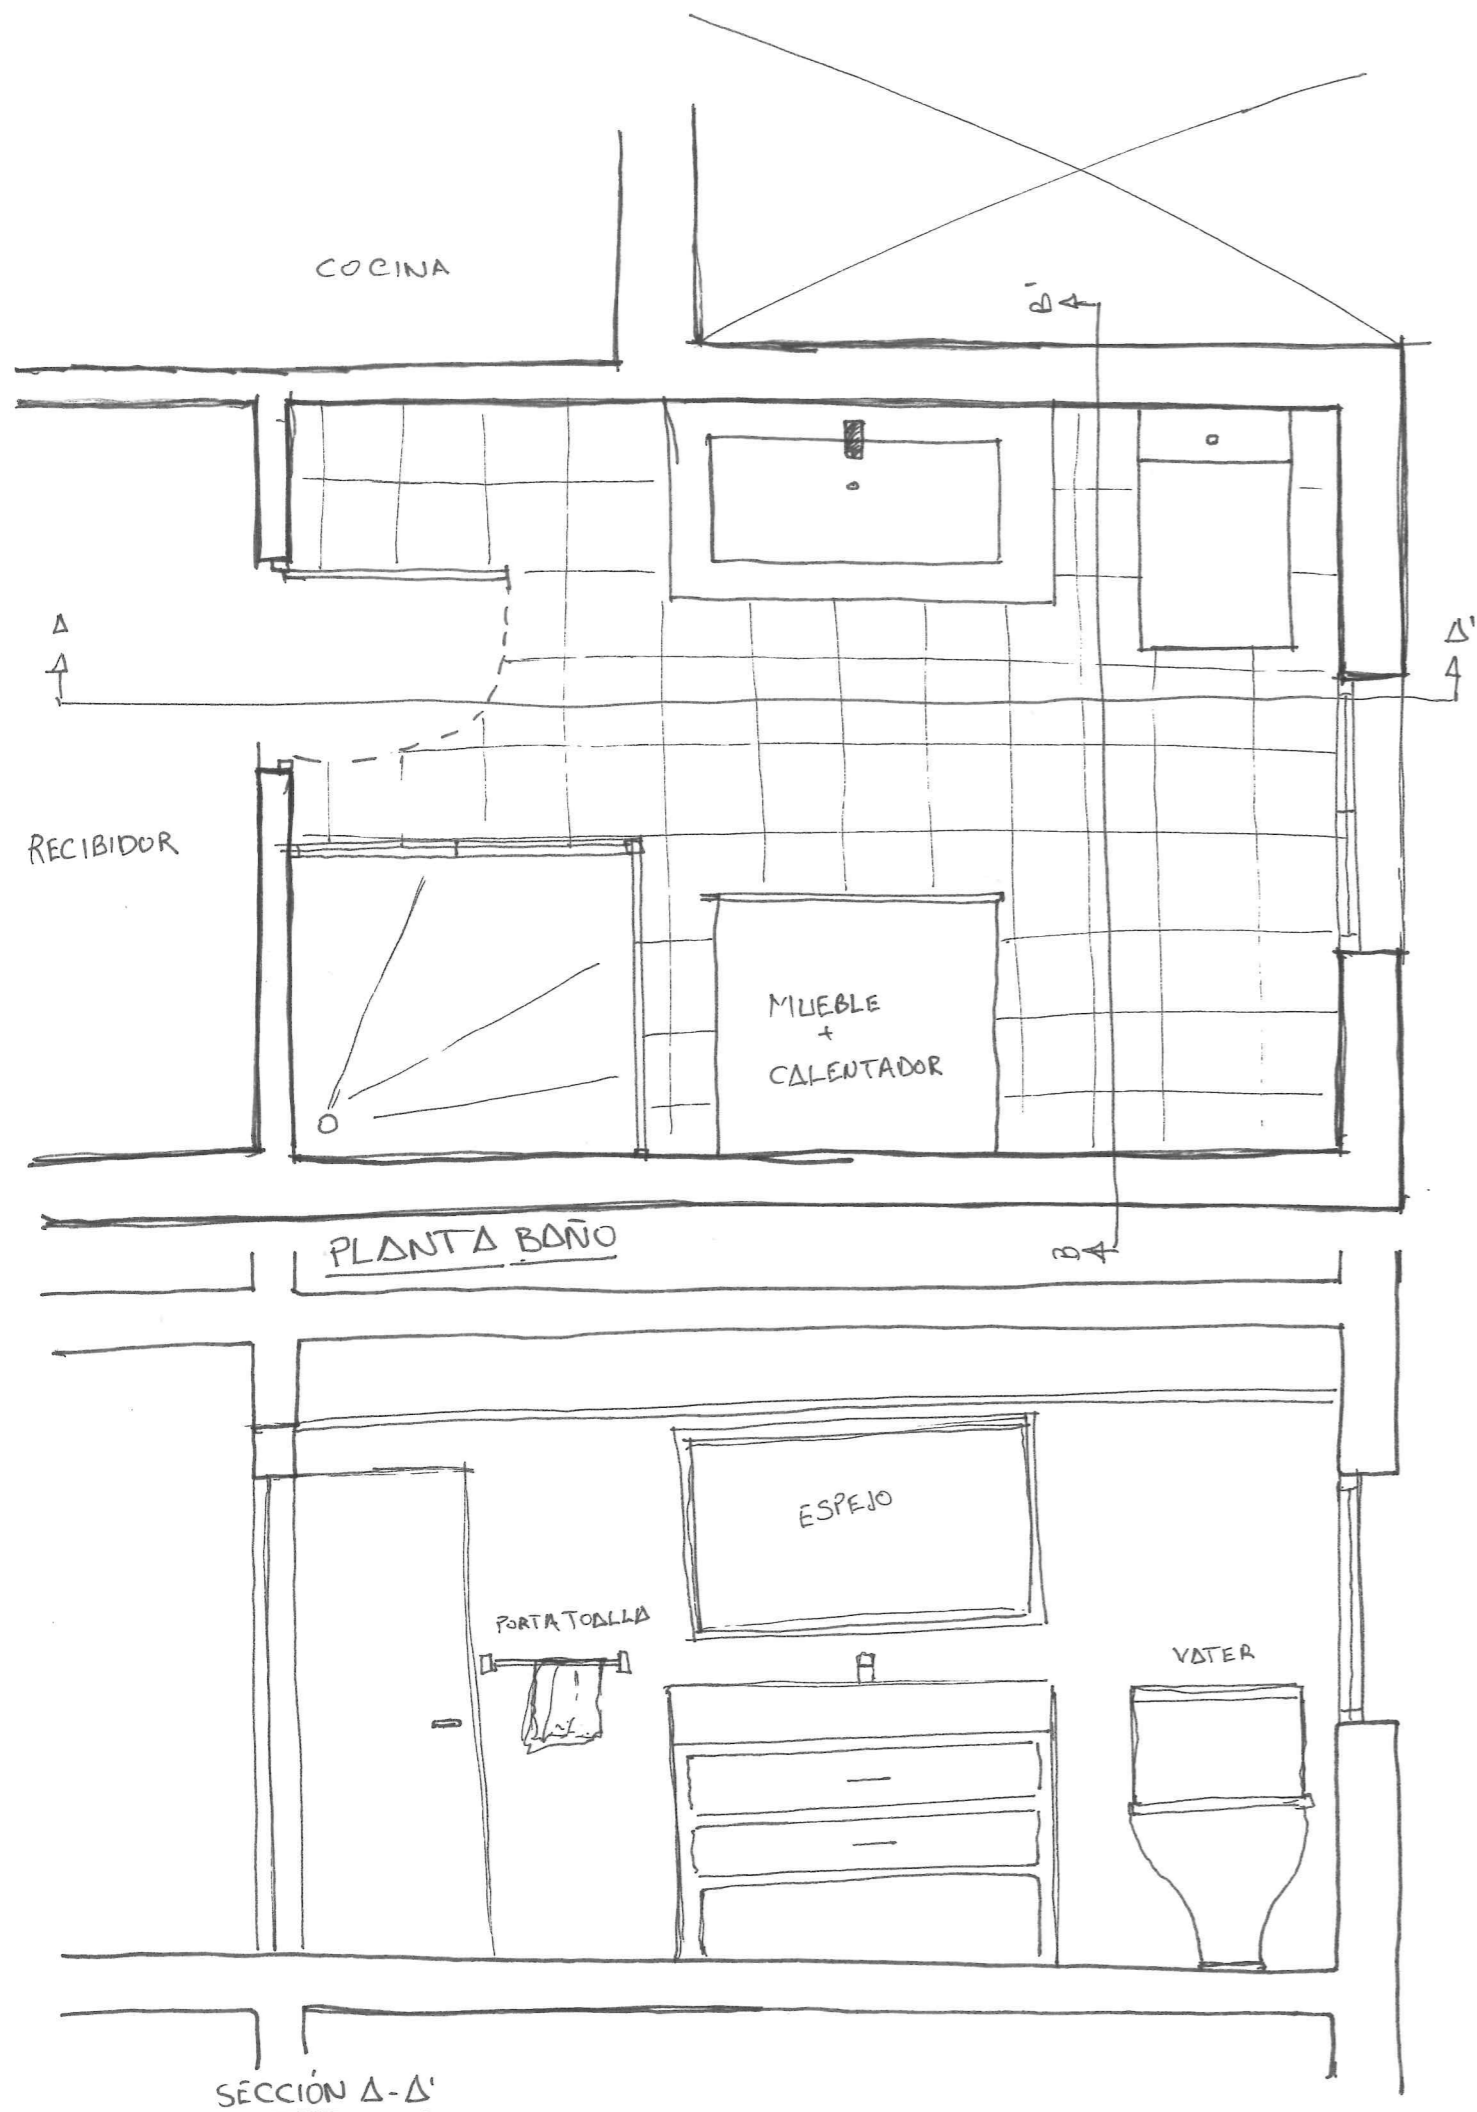 COCINA
B'
A
A'
RECIBIDOR
MUEBLE
+
CALENTADOR
PLANTA BAÑO
B
ESPEJO
PORTATOALLA
VATER
SECCIÓN A-A'